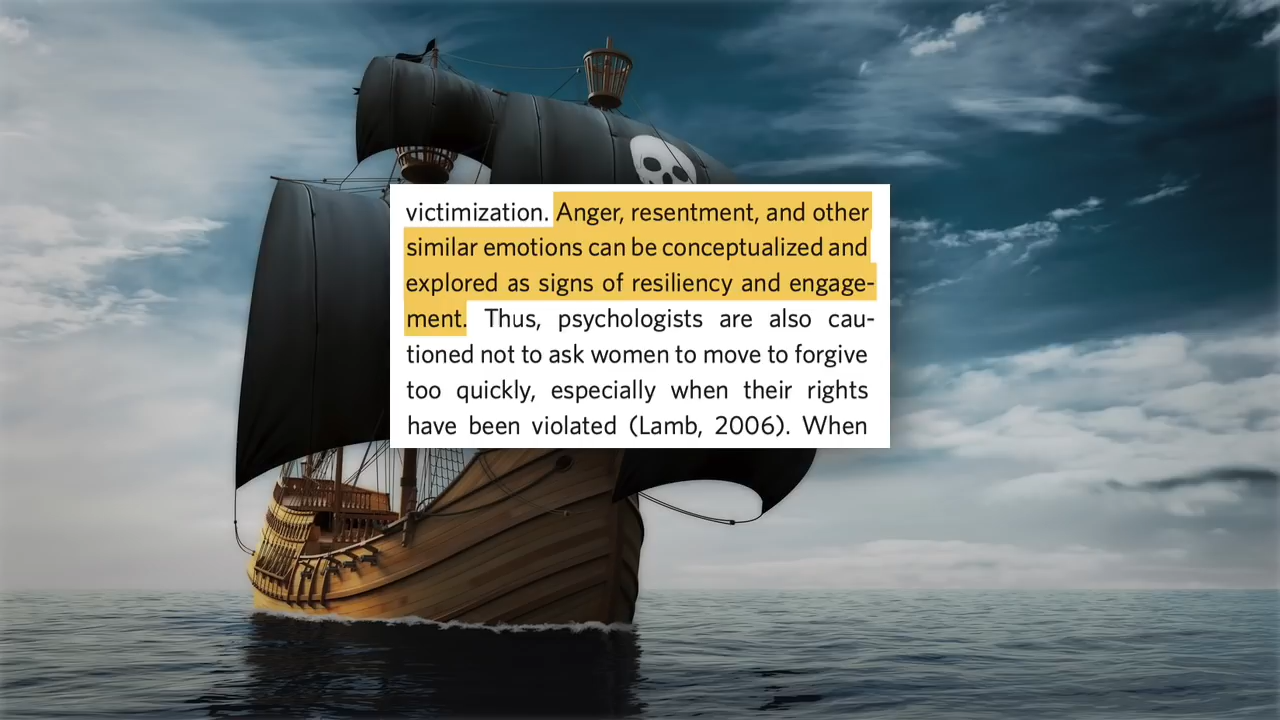 victimization. Anger, resentment, and other
similar emotions can be conceptualized and
explored as signs of resiliency and engage-
ment. Thus, psychologists are also cau-
tioned not to ask women to move to forgive
too quickly, especially when their rights
have been violated (Lamb, 2006). When